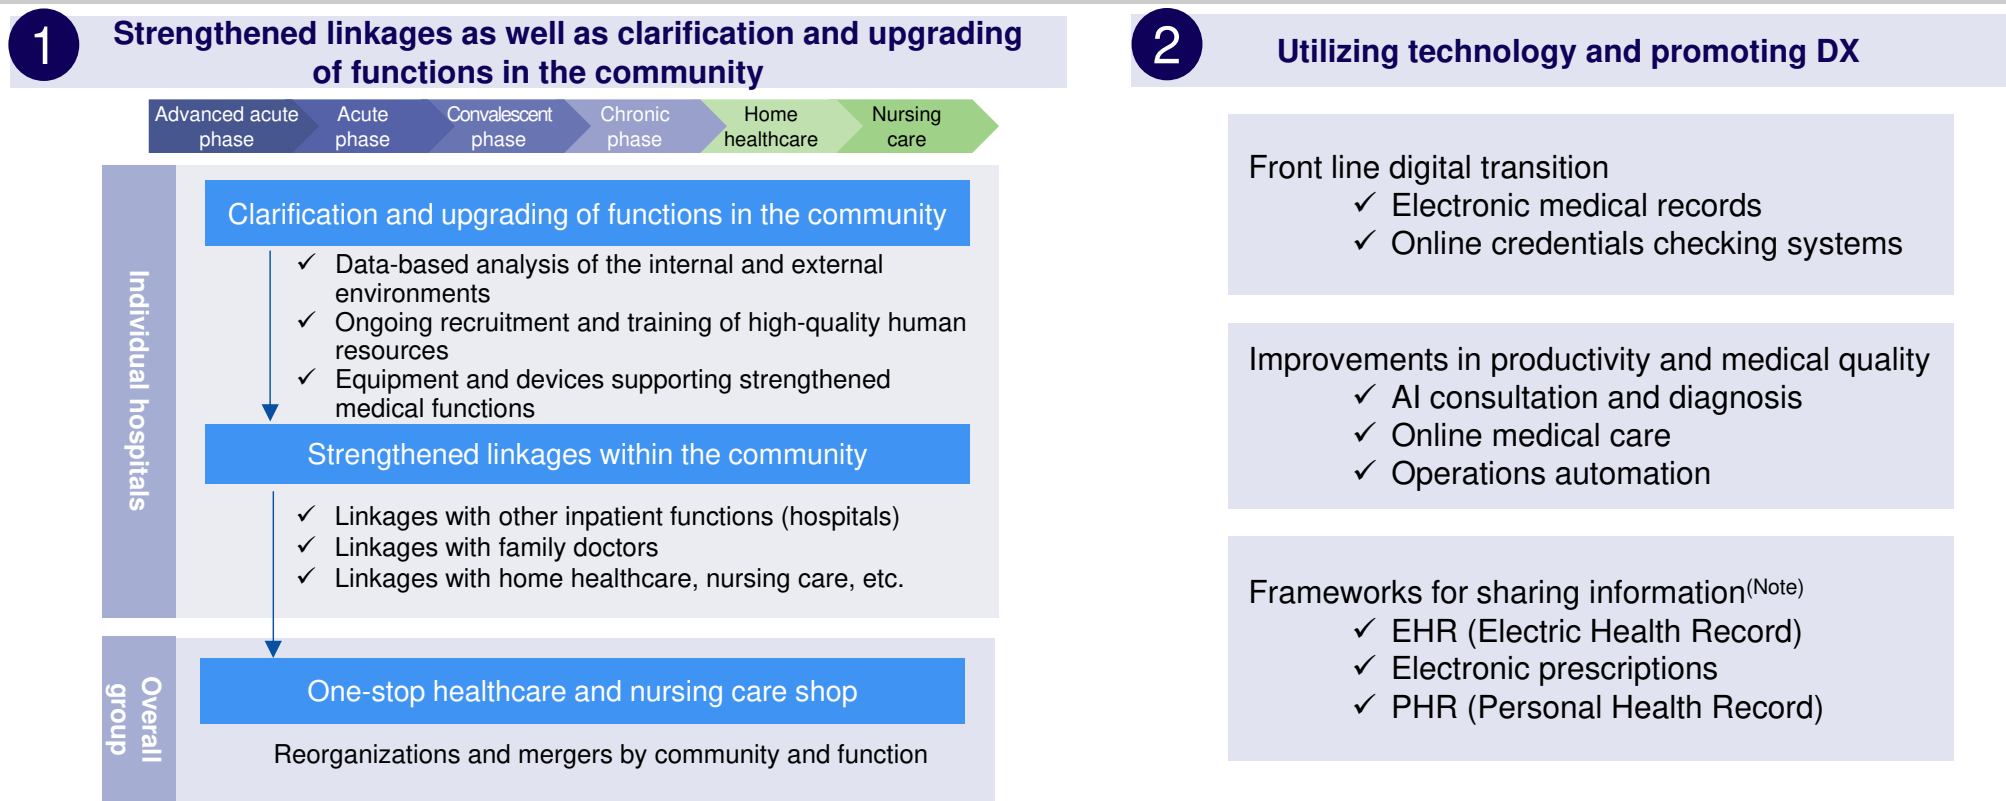 1
Strengthened linkages as well as clarification and upgrading
of functions in the community
Advanced acute
phase
Acute
phase
Convalescent
phase
Chronic
phase
Home
healthcare
Nursing
care
Individual hospitals
Clarification and upgrading of functions in the community
✓ Data-based analysis of the internal and external
environments
✓ Ongoing recruitment and training of high-quality human
resources
✓ Equipment and devices supporting strengthened
medical functions
Strengthened linkages within the community
✓ Linkages with other inpatient functions (hospitals)
✓ Linkages with family doctors
✓ Linkages with home healthcare, nursing care, etc.
Overall
group
One-stop healthcare and nursing care shop
Reorganizations and mergers by community and function
2
Utilizing technology and promoting DX
Front line digital transition
✓ Electronic medical records
✓ Online credentials checking systems
Improvements in productivity and medical quality
✓ AI consultation and diagnosis
✓ Online medical care
✓ Operations automation
Frameworks for sharing information(Note)
✓ EHR (Electric Health Record)
✓ Electronic prescriptions
✓ PHR (Personal Health Record)